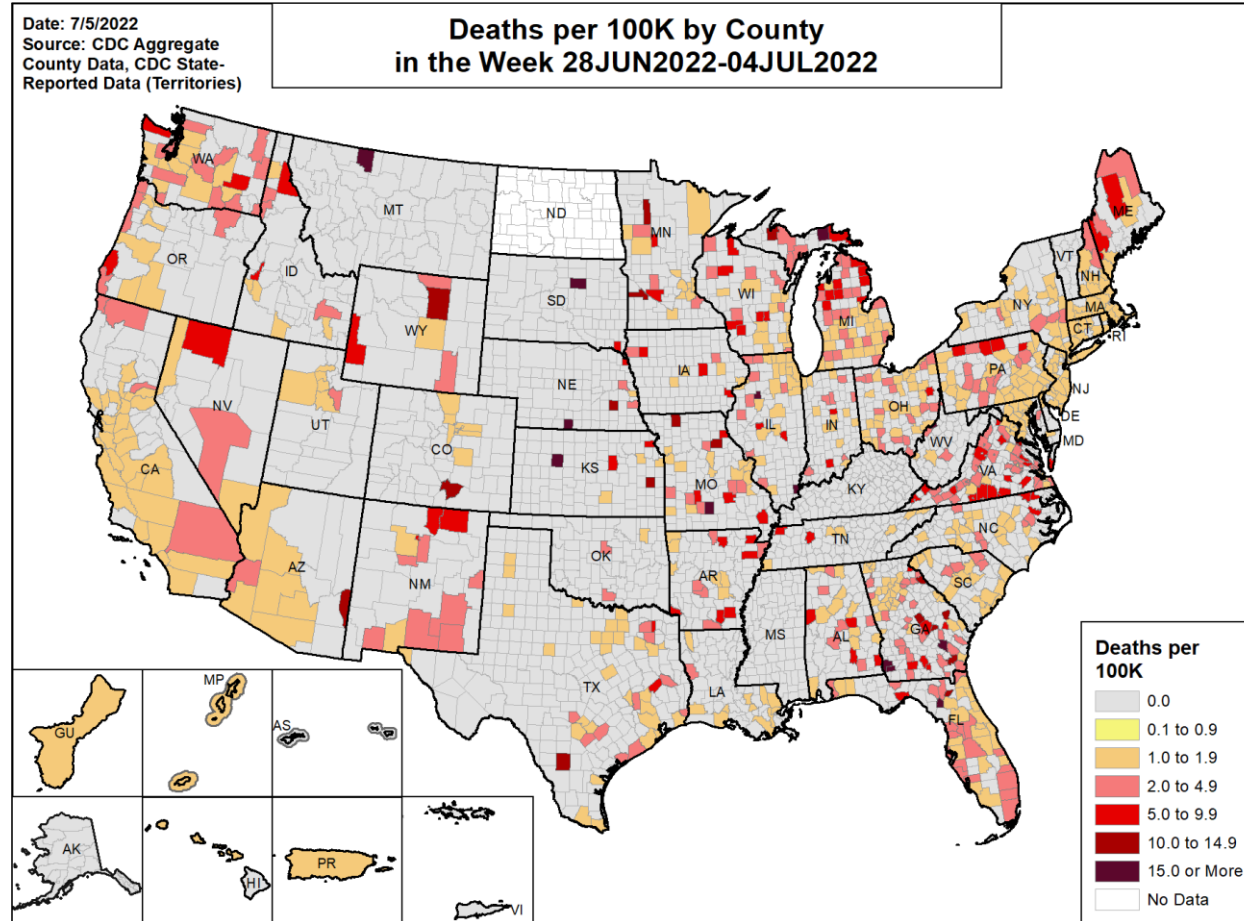 Date: 7/5/2022
Source: CDC Aggregate
County Data, CDC State-
Reported Data (Territories)
Deaths per 100K by County
in the Week 28JUN2022-04JUL2022
WA
MT
ND
MN
ME
VT
NH
OR
ID
SD
WI
MI
NY
MA
CT
RI
WY
IA
PA
NJ
NE
NV
UT
CO
IL
IN
OH
DE
MD
WV
VA
CA
KS
MO
KY
NC
TN
AZ
NM
OK
AR
SC
MS
AL
GA
TX
LA
FL
GU
MP
AS
AK
HI
PR
VI
Deaths per
100K
0.0
0.1 to 0.9
1.0 to 1.9
2.0 to 4.9
5.0 to 9.9
10.0 to 14.9
15.0 or More
No Data